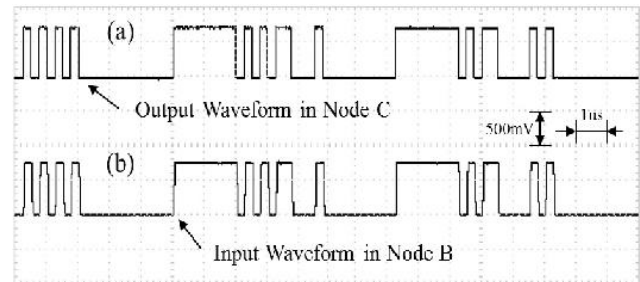 (a)
Output Waveform in Node C
1ns
500mV
(b)
Input Waveform in Node B